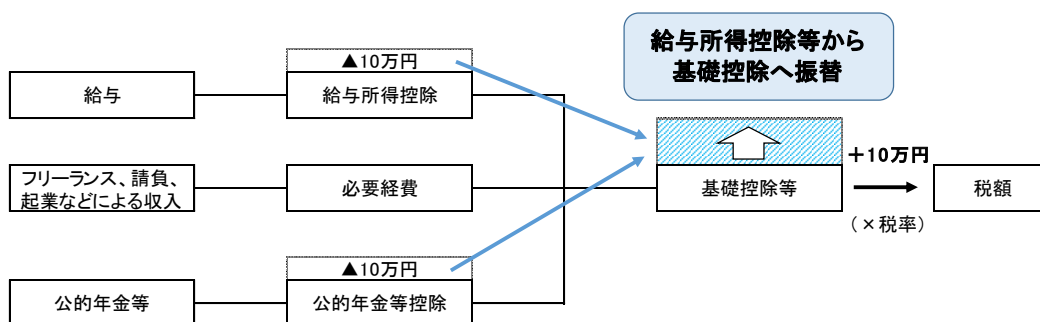 給与所得控除等から
基礎控除へ振替
▲10万円
給与
給与所得控除
＋10万円
フリーランス、請負、
起業などによる収入
必要経費
基礎控除等
税額
（×税率）
▲10万円
公的年金等
公的年金等控除